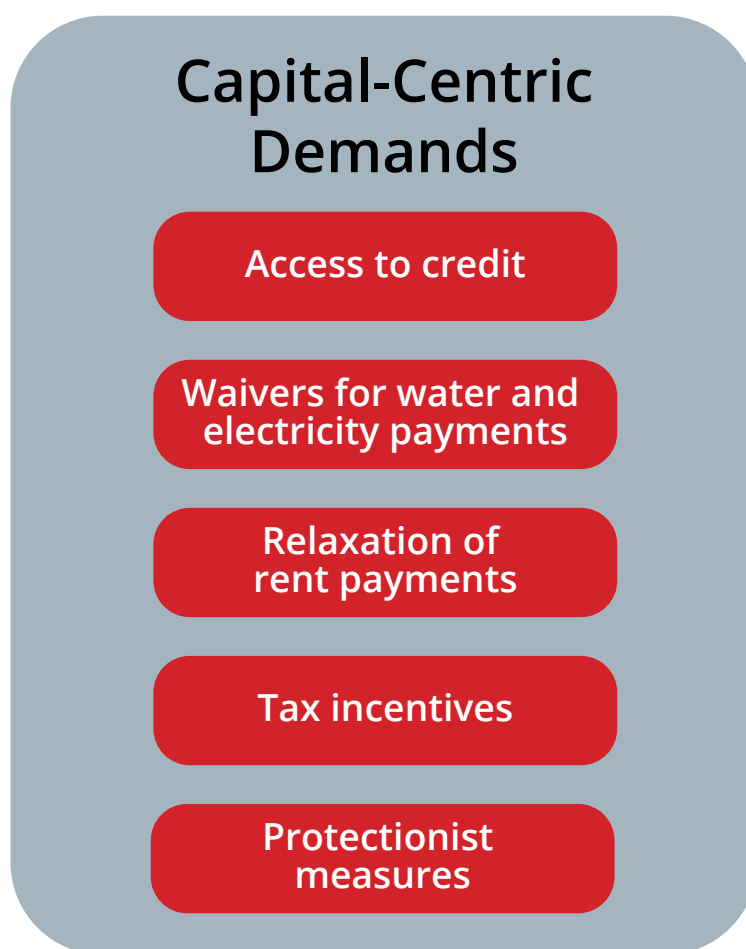 Capital-Centric
Demands
Access to credit
Waivers for water and
electricity payments
Relaxation of
rent payments
Tax incentives
Protectionist
measures